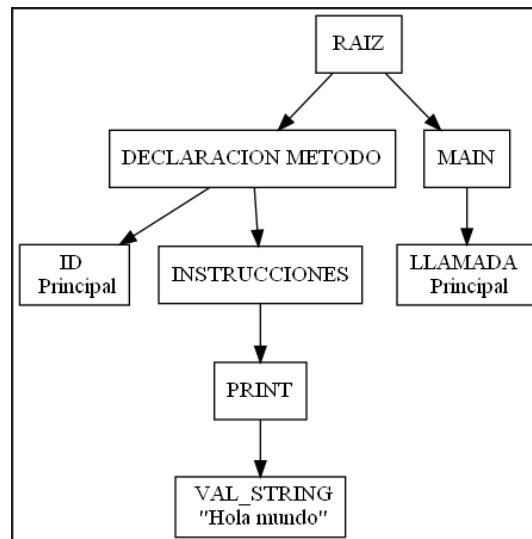 RAIZ
DECLARACION METODO
MAIN
ID
Principal
INSTRUCCIONES
LLAMADA
Principal
PRINT
VAL_STRING
"Hola mundo"